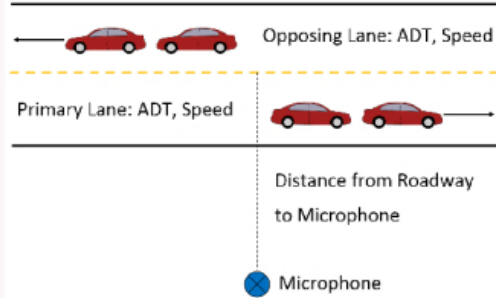 Opposing Lane: ADT, Speed
Primary Lane: ADT, Speed
Distance from Roadway
to Microphone
Microphone